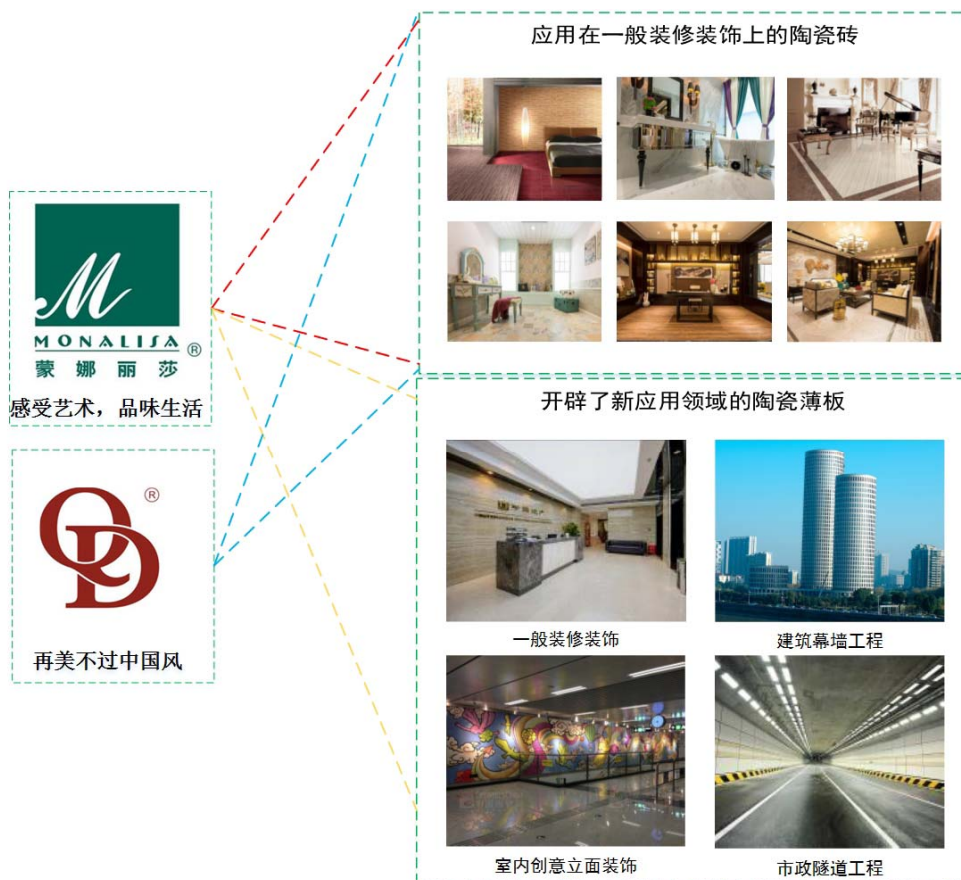 应用在一般装修装饰上的陶瓷砖
M
MONALISA®
蒙娜丽莎
感受艺术，品味生活
QD®
再美不过中国风
开辟了新应用领域的陶瓷薄板
一般装修装饰
建筑幕墙工程
室内创意立面装饰
市政隧道工程